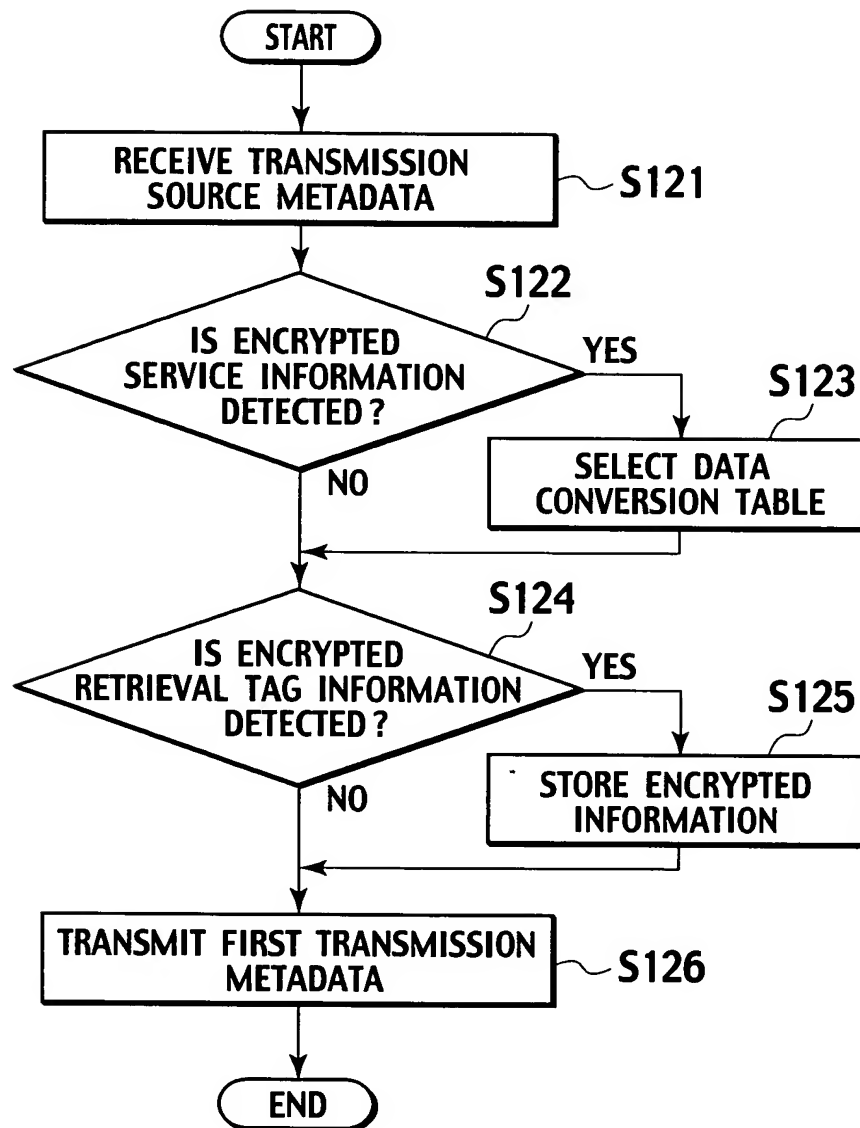 START
RECEIVE TRANSMISSION
SOURCE METADATA
S121
S122
IS ENCRYPTED
SERVICE INFORMATION
DETECTED?
YES
NO
S123
SELECT DATA
CONVERSION TABLE
S124
IS ENCRYPTED
RETRIEVAL TAG INFORMATION
DETECTED?
YES
NO
S125
STORE ENCRYPTED
INFORMATION
TRANSMIT FIRST TRANSMISSION
METADATA
S126
END